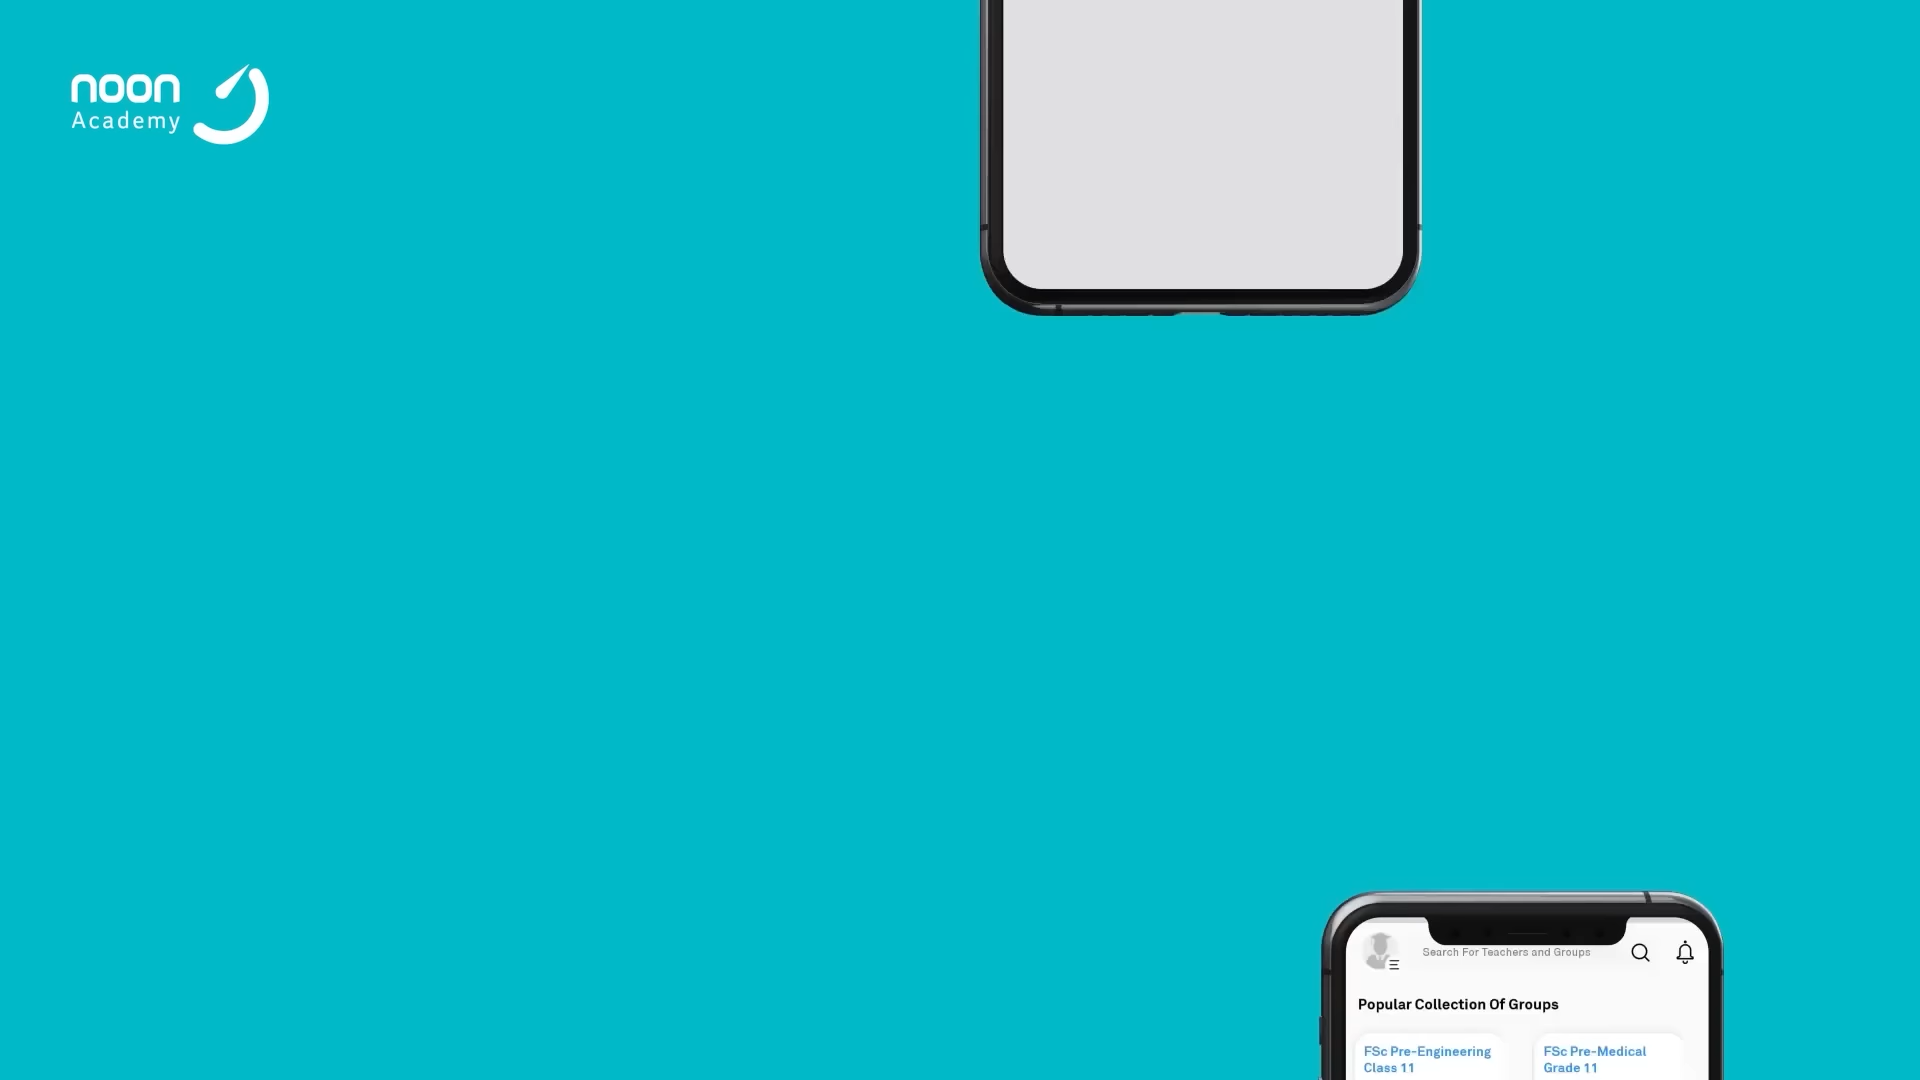 noon
Academy
Search For Teachers and Groups
Popular Collection Of Groups
FSc Pre-Engineering
Class 11
FSc Pre-Medical
Grade 11